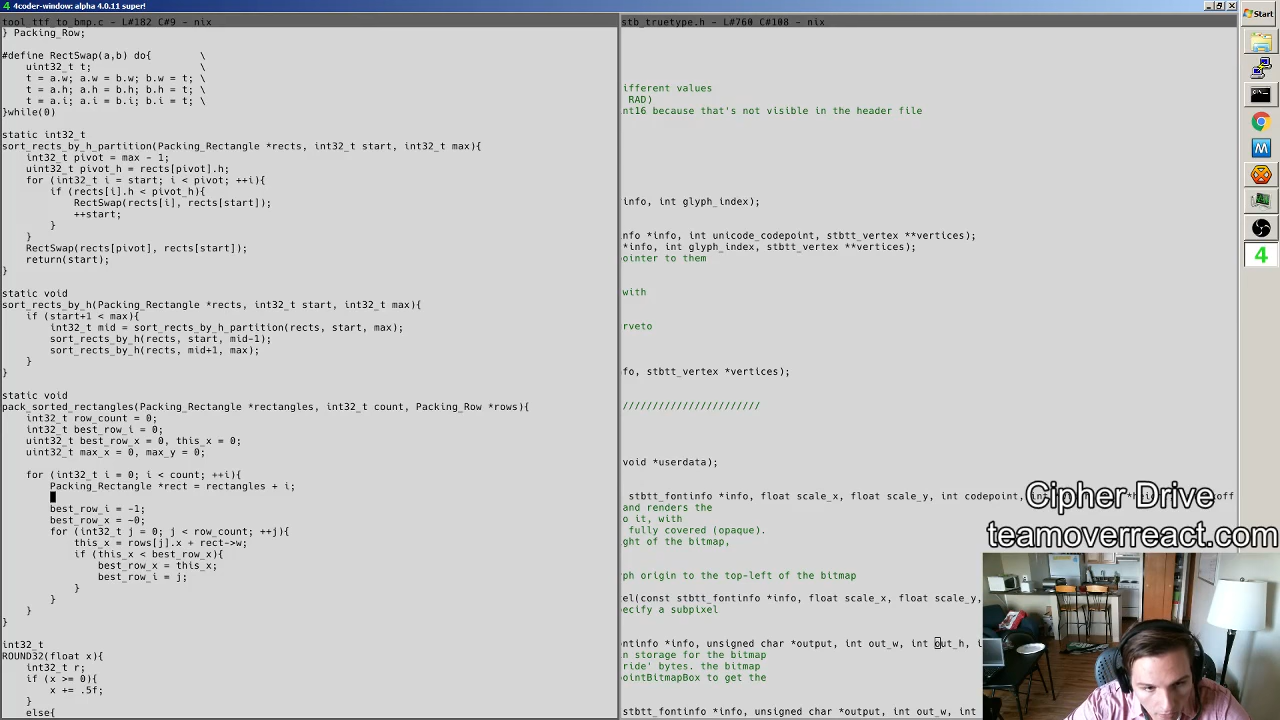 4coder-window: alpha 4.0.11 super!
Start
tool_ttf_to_bmp.c - L#182 C#9 - nix
} Packing_Row;
#define RectSwap(a,b) do{ \
uint32_t t; \
t = a.w; a.w = b.w; b.w = t; \
t = a.h; a.h = b.h; b.h = t; \
t = a.i; a.i = b.i; b.i = t; \
}while(0)
static int32_t
sort_rects_by_h_partition(Packing_Rectangle *rects, int32_t start, int32_t max){
int32_t pivot = max - 1;
uint32_t pivot_h = rects[pivot].h;
for (int32_t i = start; i < pivot; ++i){
if (rects[i].h < pivot_h){
RectSwap(rects[i], rects[start]);
++start;
}
}
RectSwap(rects[pivot], rects[start]);
return(start);
}
static void
sort_rects_by_h(Packing_Rectangle *rects, int32_t start, int32_t max){
if (start+1 < max){
int32_t mid = sort_rects_by_h_partition(rects, start, max);
sort_rects_by_h(rects, start, mid-1);
sort_rects_by_h(rects, mid+1, max);
}
}
static void
pack_sorted_rectangles(Packing_Rectangle *rectangles, int32_t count, Packing_Row *rows){
int32_t row_count = 0;
int32_t best_row_i = 0;
uint32_t best_row_x = 0, this_x = 0;
uint32_t max_x = 0, max_y = 0;
for (int32_t i = 0; i < count; ++i){
Packing_Rectangle *rect = rectangles + i;
best_row_i = -1;
best_row_x = ~0;
for (int32_t j = 0; j < row_count; ++j){
this_x = rows[j].x + rect->w;
if (this_x < best_row_x){
best_row_x = this_x;
best_row_i = j;
}
}
}
}
int32_t
ROUND32(float x){
int32_t r;
if (x >= 0){
x += .5f;
}
else{
stb_truetype.h - L#760 C#108 - nix
ifferent values
RAD)
nt16 because that's not visible in the header file
info, int glyph_index);
nfo *info, int unicode_codepoint, stbtt_vertex **vertices);
*info, int glyph_index, stbtt_vertex **vertices);
pointer to them
with
rveto
fo, stbtt_vertex *vertices);
///////////////////////
void *userdata);
stbtt_fontinfo *info, float scale_x, float scale_y, int codepoint,
and renders the
o it, with
fully covered (opaque).
ght of the bitmap,
ph origin to the top-left of the bitmap
el(const stbtt_fontinfo *info, float scale_x, float scale_y,
ecify a subpixel
ontinfo *info, unsigned char *output, int out_w, int out_h, i
n storage for the bitmap
ride' bytes. the bitmap
pointBitmapBox to get the
stbtt_fontinfo *info, unsigned char *output, int out_w, int
Cipher Drive
teamoverreact.com